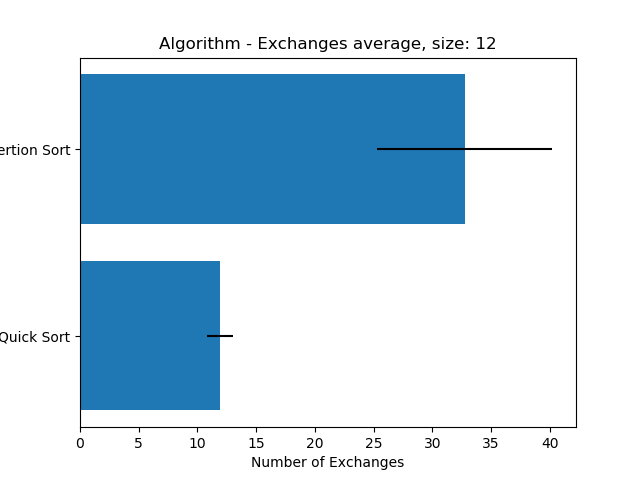 Algorithm - Exchanges average, size: 12
ertion Sort
Quick Sort
0 5 10 15 20 25 30 35 40
Number of Exchanges